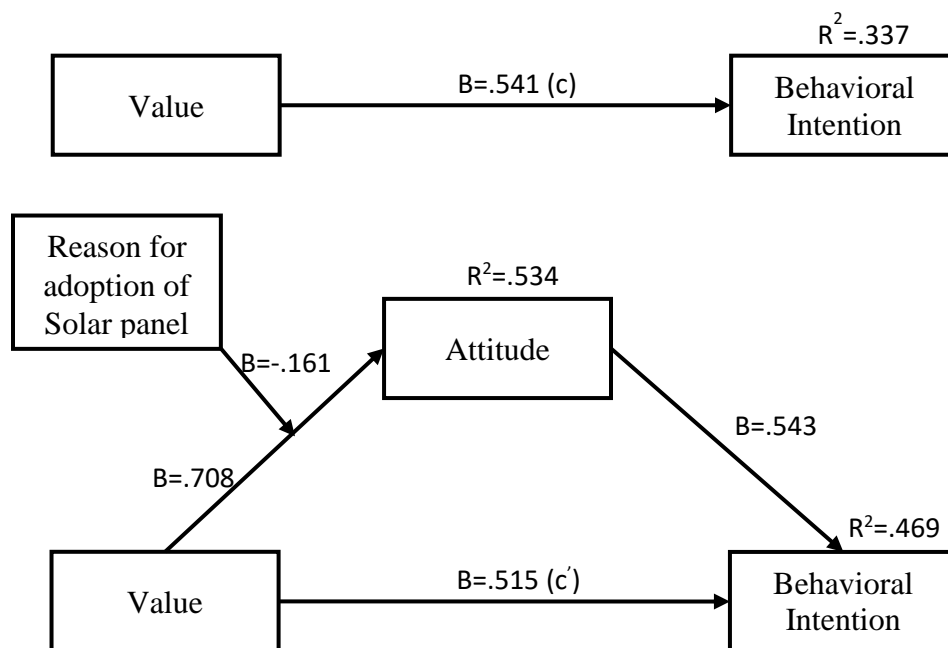 R²=.337
Value
B=.541 (c)
Behavioral
Intention
Reason for
adoption of
Solar panel
R²=.534
Attitude
B=-.161
B=.543
B=.708
R²=.469
Value
B=.515 (c′)
Behavioral
Intention